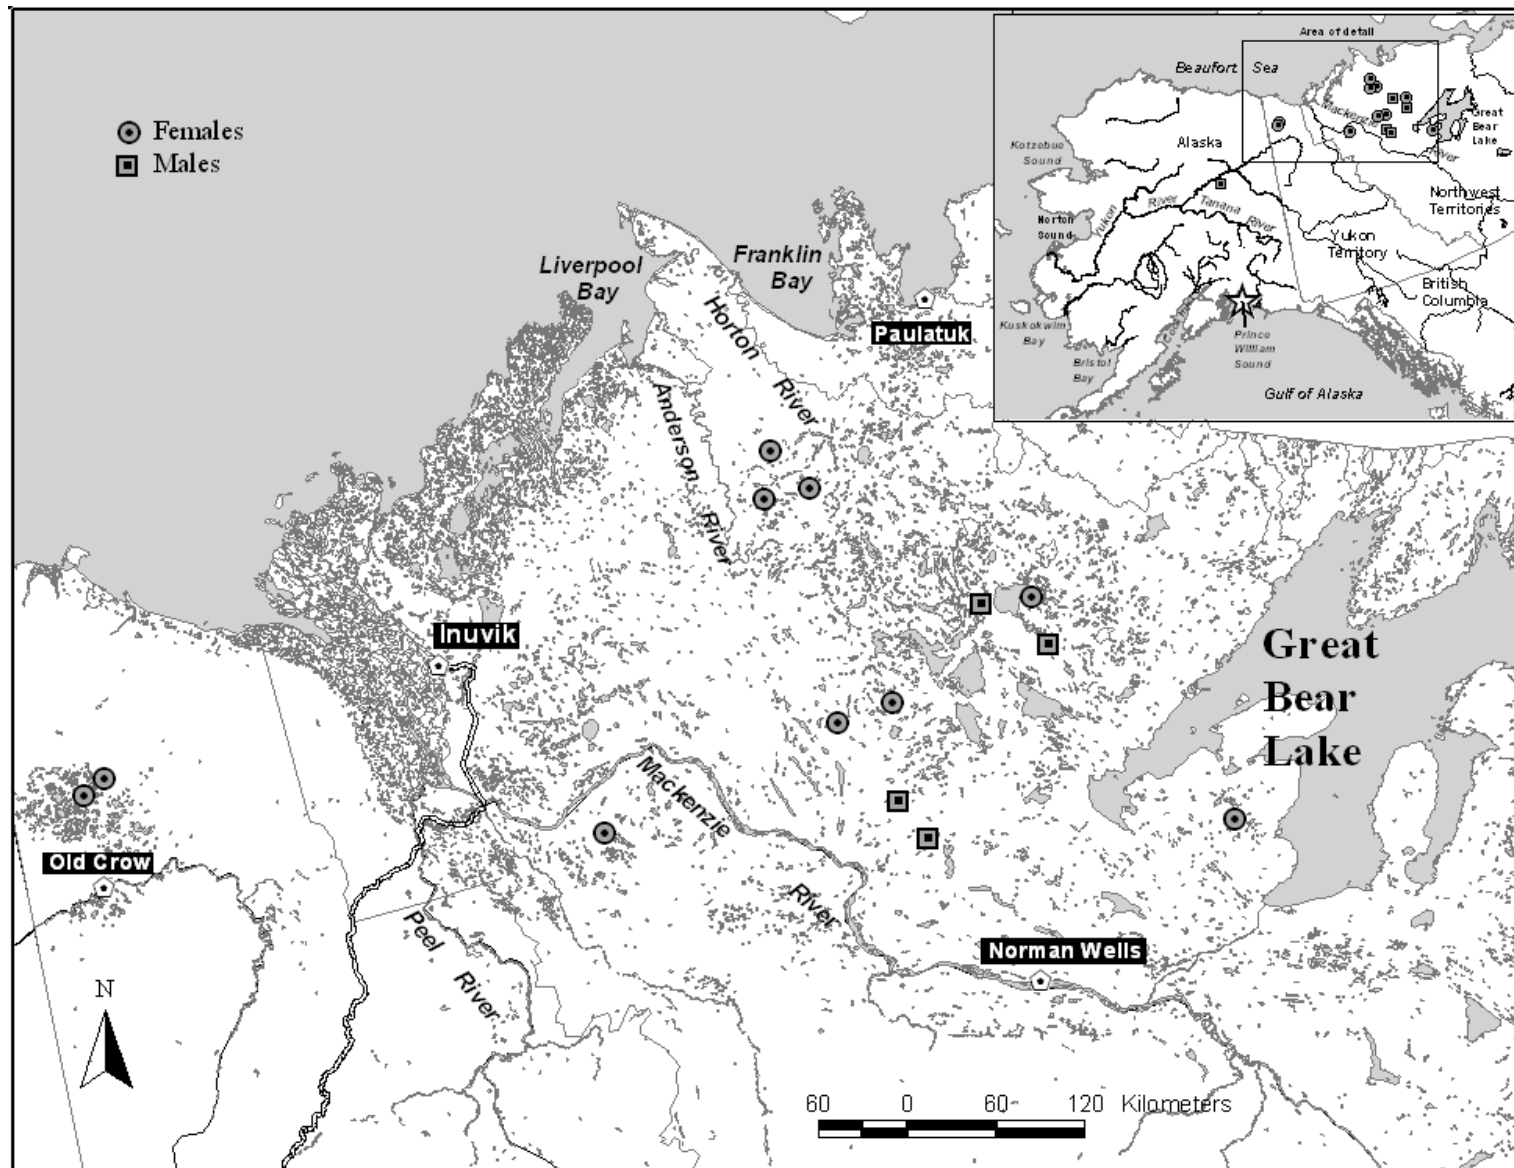 Females
Males
Liverpool
Bay
Franklin
Bay
Horton
River
Paulatuk
Anderson
River
Inuvik
Great
Bear
Lake
Mackenzie
River
Old Crow
Peel
River
Norman Wells
N
60
0
60
120
Kilometers
Area of detail
Beaufort Sea
Mackenzie
River
Great
Bear
Lake
Kotzebue
Sound
Alaska
Northwest
Territories
Norton
Sound
Yukon
River
Tanana River
Yukon
Territory
British
Columbia
Kuskokwim
Bay
Bristol
Bay
Prince
William
Sound
Gulf of Alaska